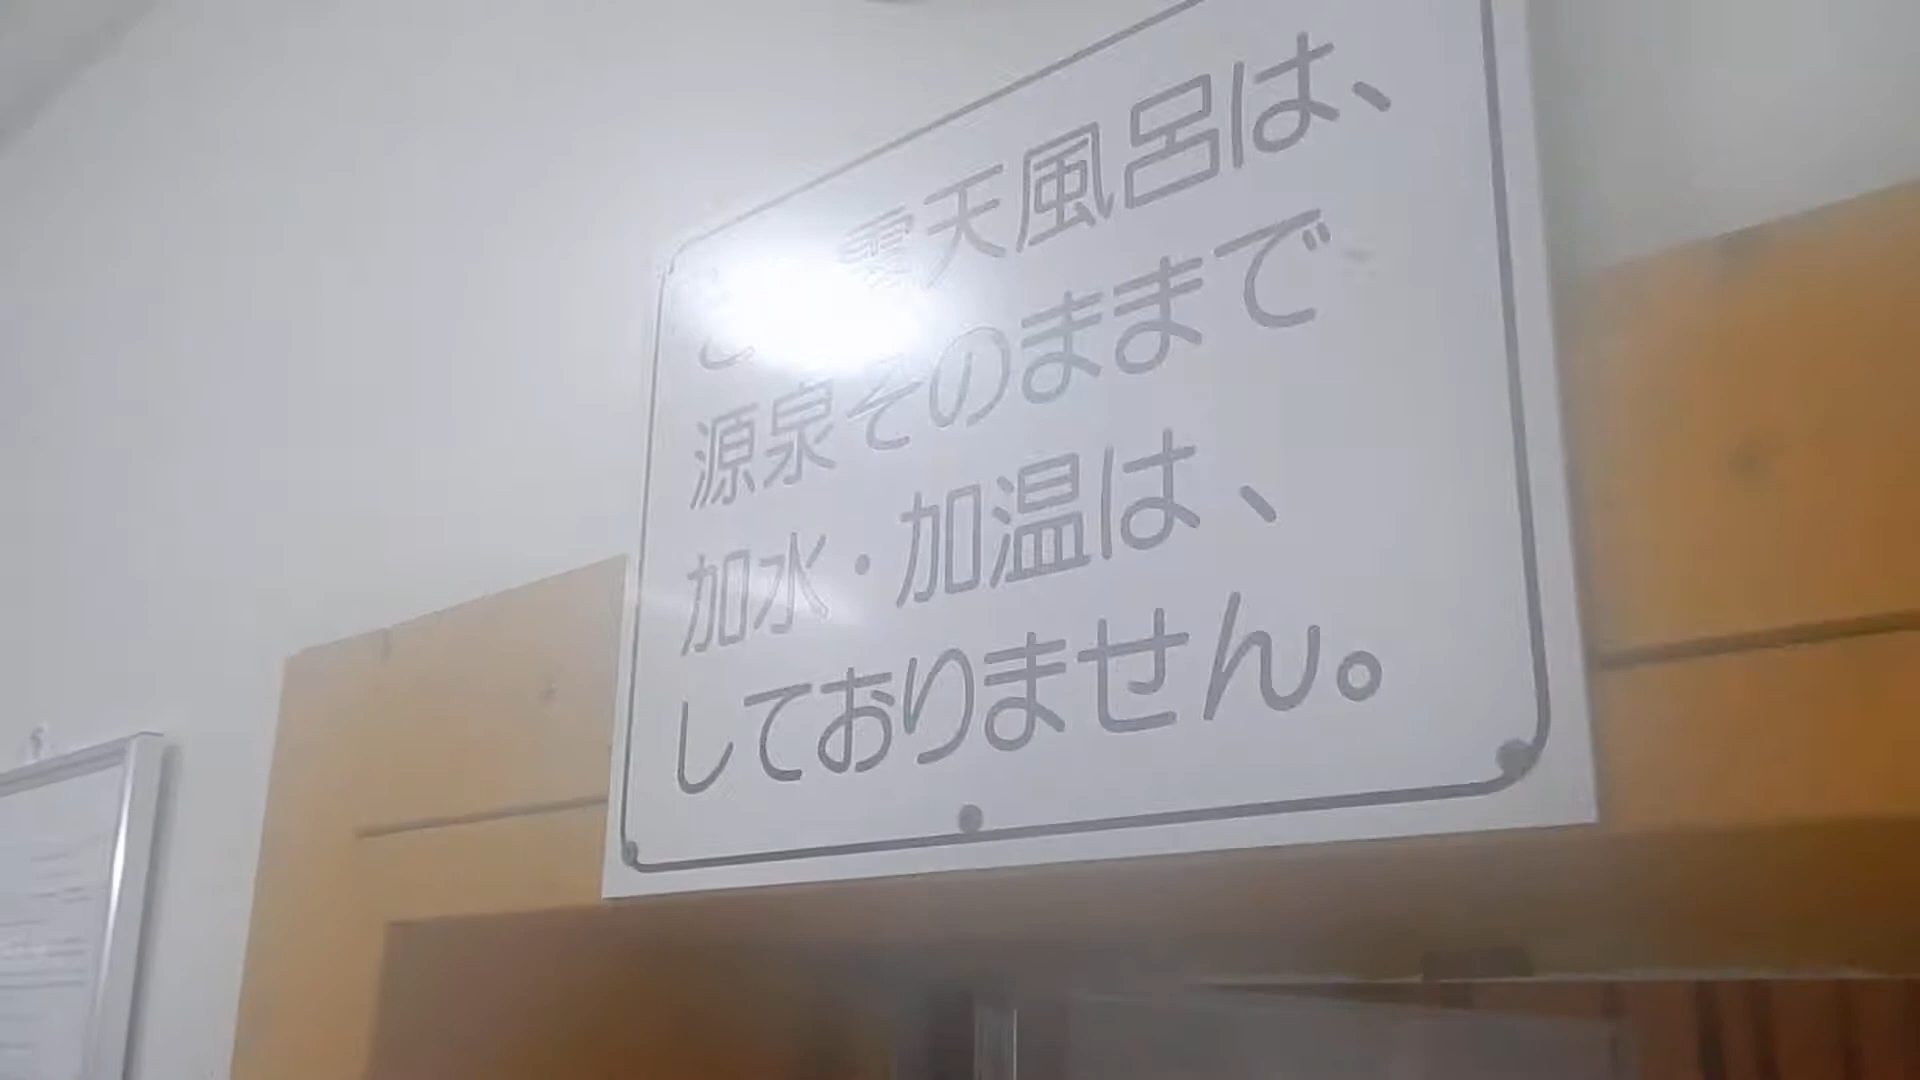 露天風呂は、
源泉そのままで
加水・加温は、
しておりません。